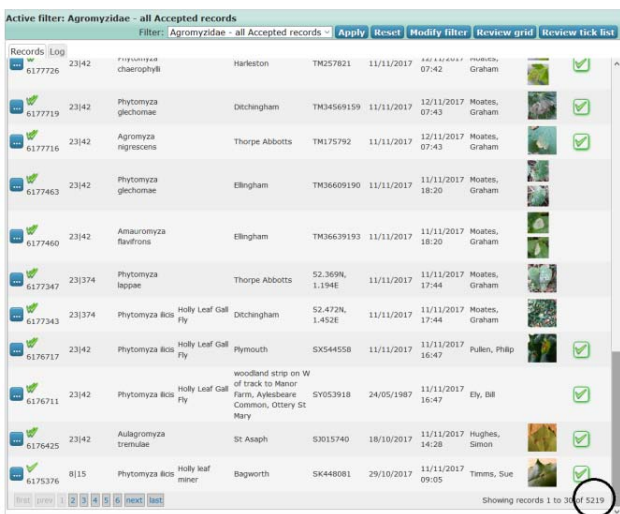 Active filter: Agromyzidae - all Accepted records
Filter: Agromyzidae - all Accepted records Apply Reset Modify filter Review grid Review tick list
Records Log
6177726 23|42 Phytomyza chaerophylli Harleston TM257821 11/11/2017 12/11/2017 07:42 Moates, Graham
6177719 23|42 Phytomyza glechomae Ditchingham TM34569159 11/11/2017 12/11/2017 07:43 Moates, Graham
6177716 23|42 Agromyza nigrescens Thorpe Abbotts TM175792 11/11/2017 12/11/2017 07:43 Moates, Graham
6177463 23|42 Phytomyza glechomae Ellingham TM36609190 11/11/2017 11/11/2017 18:20 Moates, Graham
6177460 23|42 Amauromyza flavifrons Ellingham TM36639193 11/11/2017 11/11/2017 18:20 Moates, Graham
6177347 23|374 Phytomyza lappae Thorpe Abbotts 52.369N, 1.194E 11/11/2017 11/11/2017 17:44 Moates, Graham
6177343 23|374 Phytomyza ilicis Holly Leaf Gall Fly Ditchingham 52.472N, 1.452E 11/11/2017 11/11/2017 17:44 Moates, Graham
6176717 23|42 Phytomyza ilicis Holly Leaf Gall Fly Plymouth SX544558 11/11/2017 11/11/2017 16:47 Pullen, Philip
6176711 23|42 Phytomyza ilicis Holly Leaf Gall Fly woodland strip on W of track to Manor Farm, Aylesbeare Common, Ottery St Mary SY053918 24/05/1987 11/11/2017 16:47 Ely, Bill
6176425 23|42 Aulagromyza tremulae St Asaph SJ015740 18/10/2017 11/11/2017 14:28 Hughes, Simon
6175376 8|15 Phytomyza ilicis Holly leaf miner Bagworth SK448081 29/10/2017 11/11/2017 09:05 Timms, Sue
first prev 1 2 3 4 5 6 next last Showing records 1 to 30 of 5219